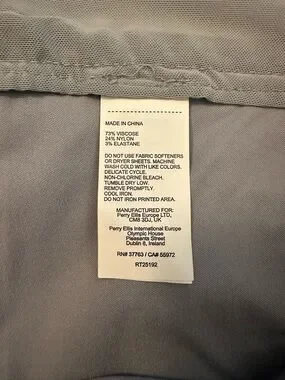 MADE IN CHINA
73% VISCOSE
24% NYLON
3% ELASTANE
DO NOT USE FABRIC SOFTENERS
OR DRYER SHEETS. MACHINE
WASH COLD WITH LIKE COLORS.
DELICATE CYCLE.
NON-CHLORINE BLEACH.
TUMBLE DRY LOW.
REMOVE PROMPTLY.
COOL IRON.
DO NOT IRON PRINTED AREA.
MANUFACTURED FOR:
Perry Ellis Europe LTD,
CM8 3DJ, UK
Perry Ellis International Europe
Olympic House
Pleasants Street
Dublin 8, Ireland
RN# 37763 / CA# 55972
RT25192